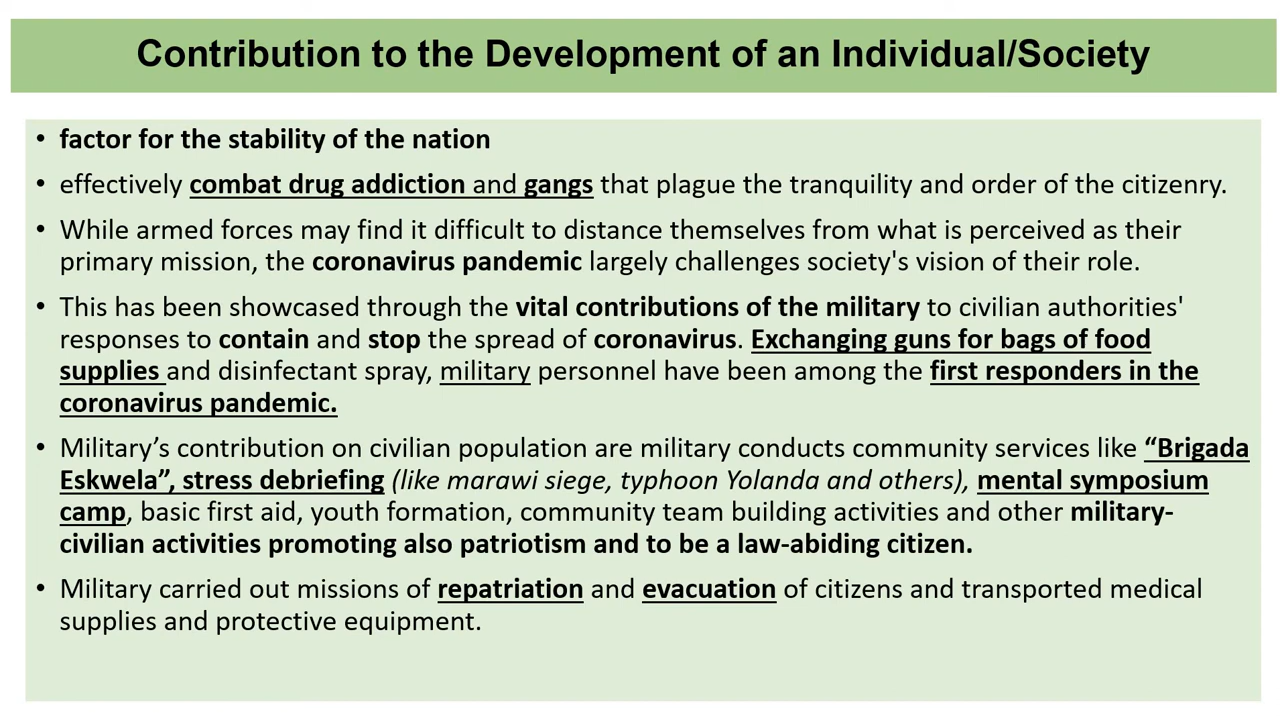 Contribution to the Development of an Individual/Society
• factor for the stability of the nation
• effectively combat drug addiction and gangs that plague the tranquility and order of the citizenry.
• While armed forces may find it difficult to distance themselves from what is perceived as their
primary mission, the coronavirus pandemic largely challenges society's vision of their role.
• This has been showcased through the vital contributions of the military to civilian authorities'
responses to contain and stop the spread of coronavirus. Exchanging guns for bags of food
supplies and disinfectant spray, military personnel have been among the first responders in the
coronavirus pandemic.
• Military’s contribution on civilian population are military conducts community services like “Brigada
Eskwela”, stress debriefing (like marawi siege, typhoon Yolanda and others), mental symposium
camp, basic first aid, youth formation, community team building activities and other military-
civilian activities promoting also patriotism and to be a law-abiding citizen.
• Military carried out missions of repatriation and evacuation of citizens and transported medical
supplies and protective equipment.